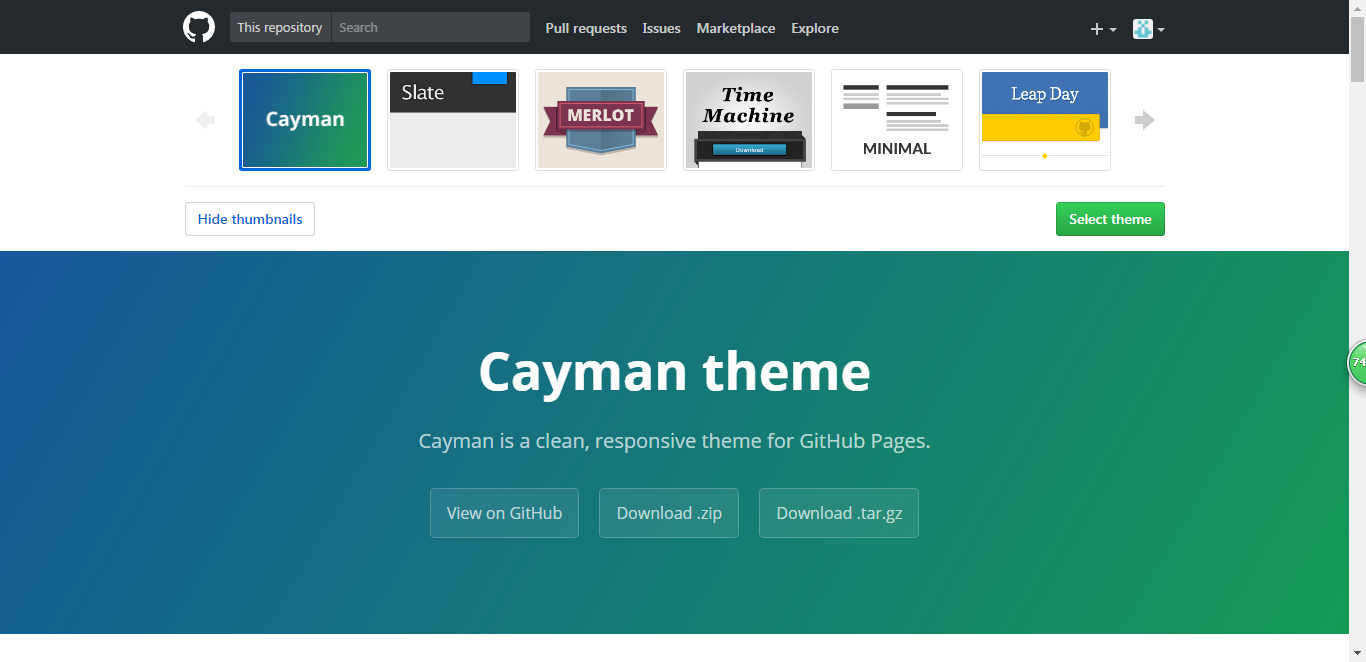 This repository Search Pull requests Issues Marketplace Explore
Cayman
Slate
MERLOT
Time
Machine
Download
MINIMAL
Leap Day
Hide thumbnails Select theme
74
Cayman theme
Cayman is a clean, responsive theme for GitHub Pages.
View on GitHub Download .zip Download .tar.gz